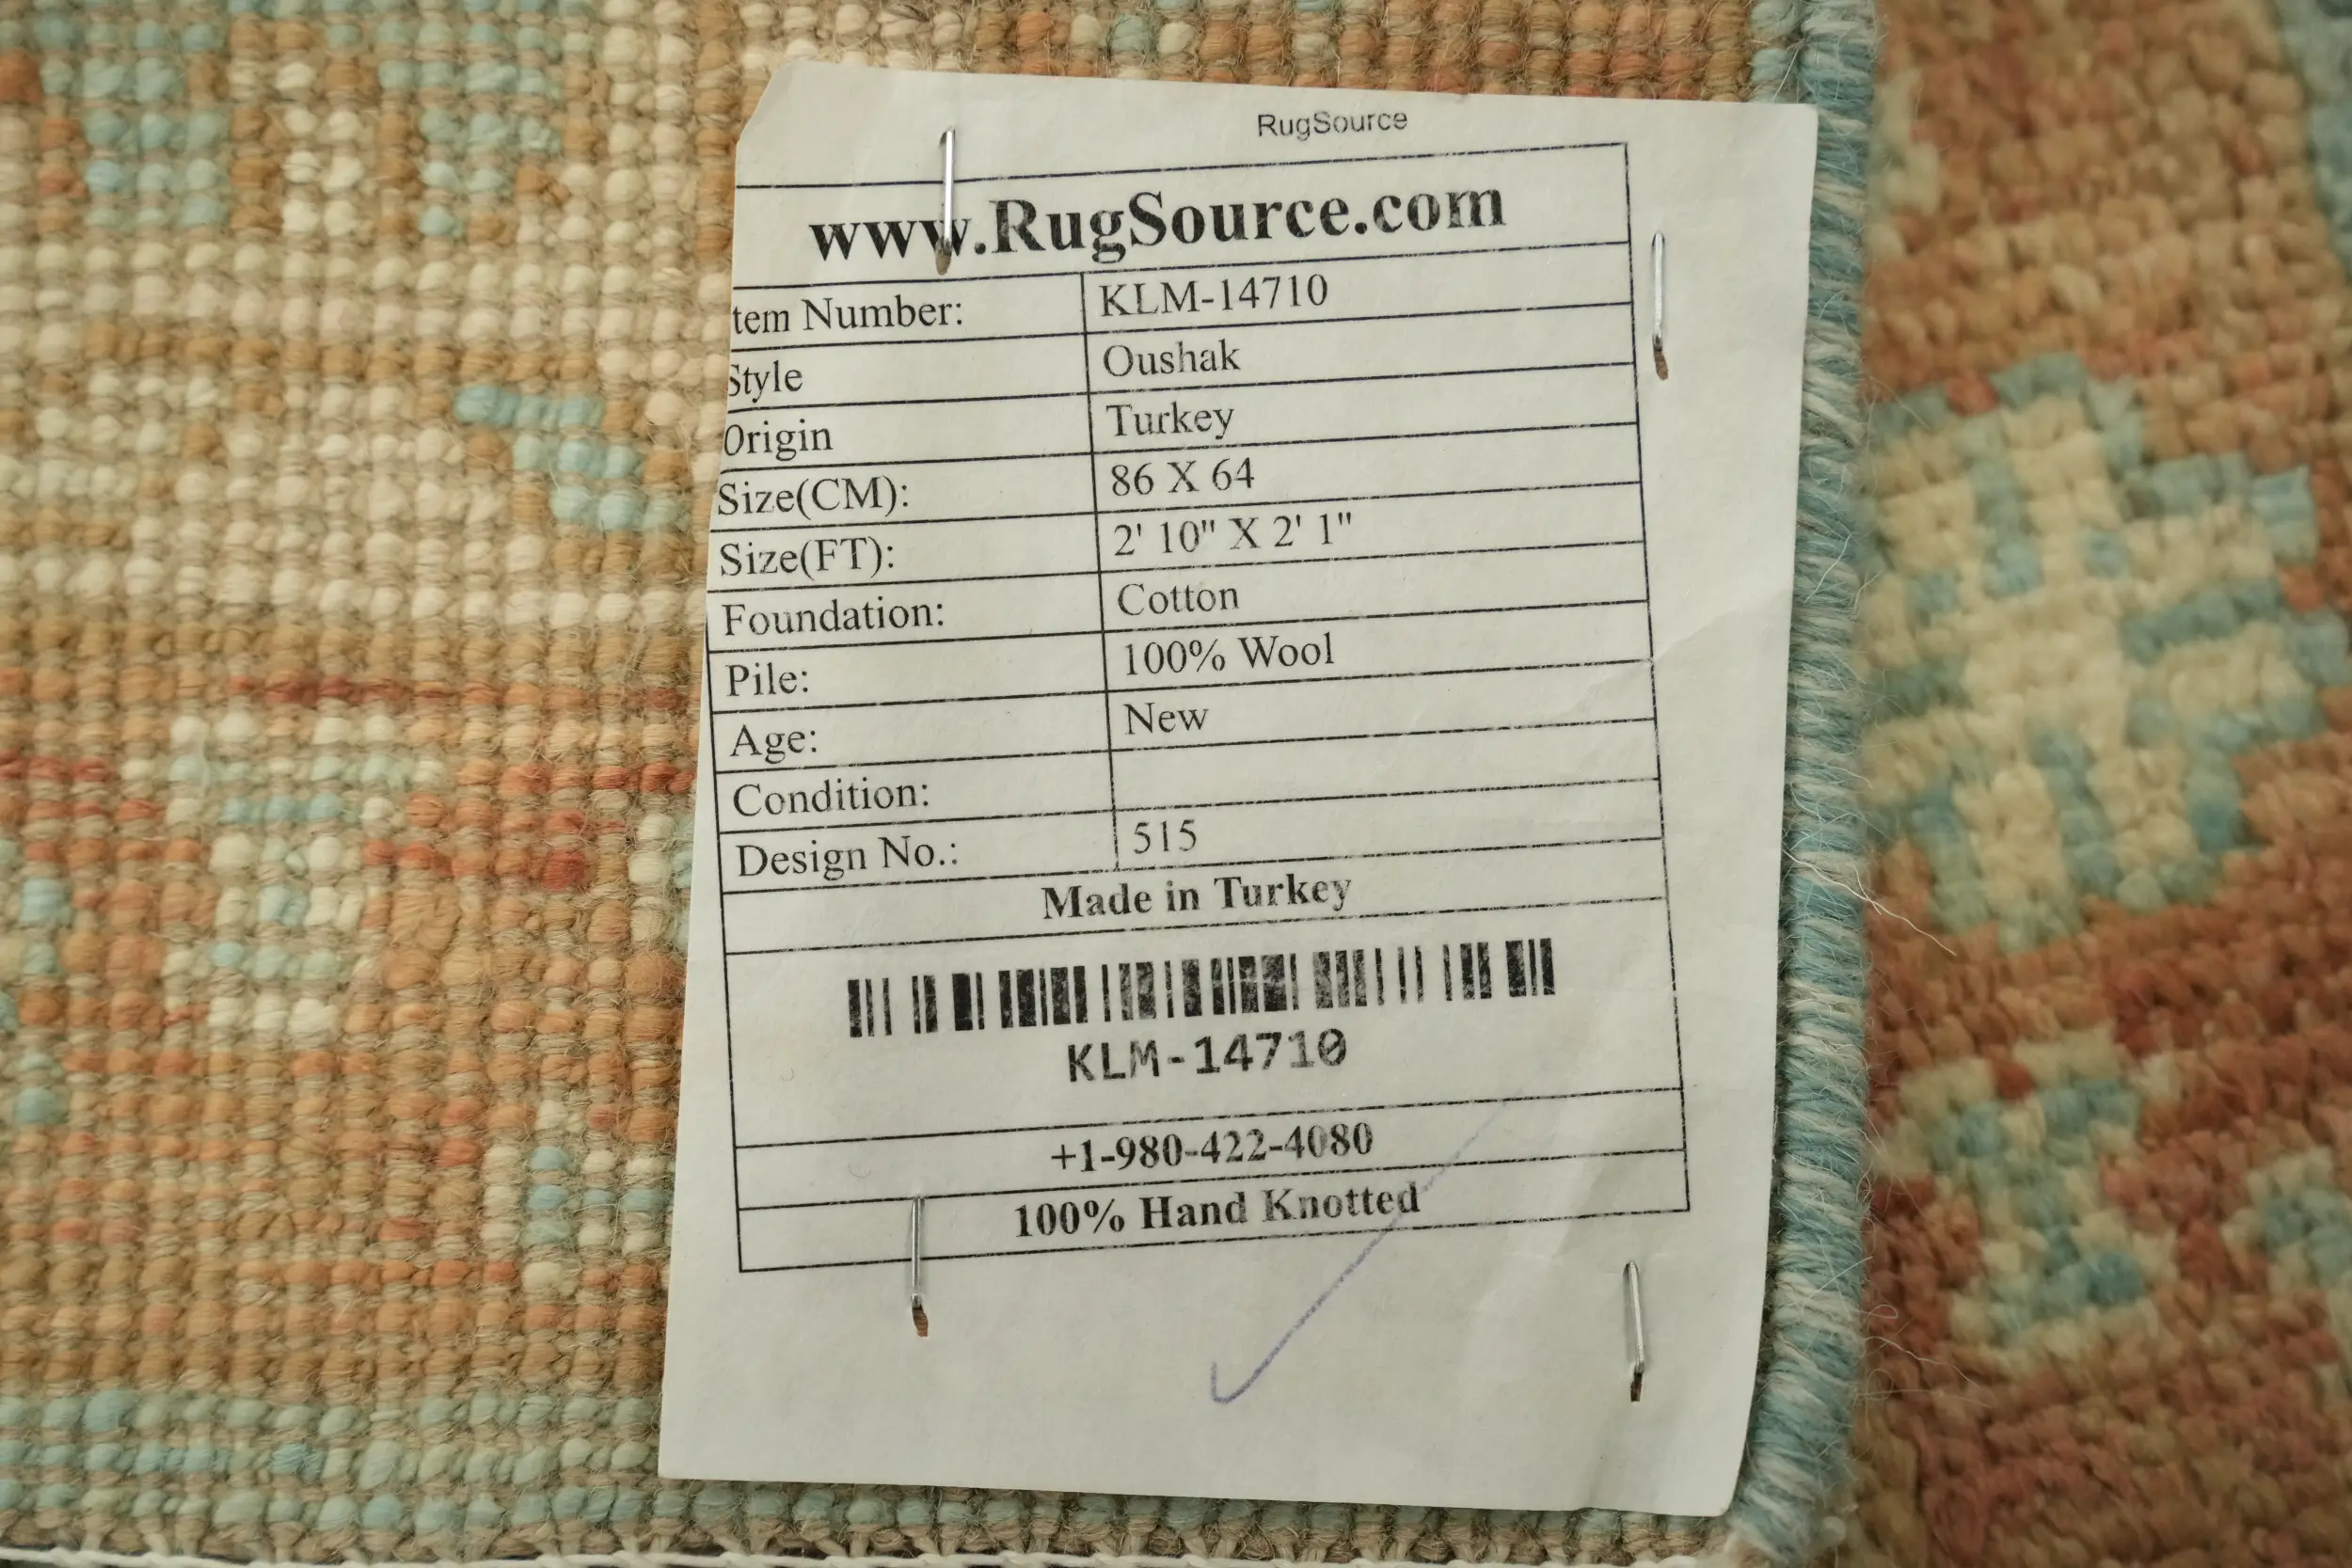 RugSource
www.RugSource.com
tem Number: KLM-14710
Style Oushak
Origin Turkey
Size(CM): 86 X 64
Size(FT): 2' 10" X 2' 1"
Foundation: Cotton
Pile: 100% Wool
Age: New
Condition:
Design No.: 515
Made in Turkey
KLM-14710
+1-980-422-4080
100% Hand Knotted